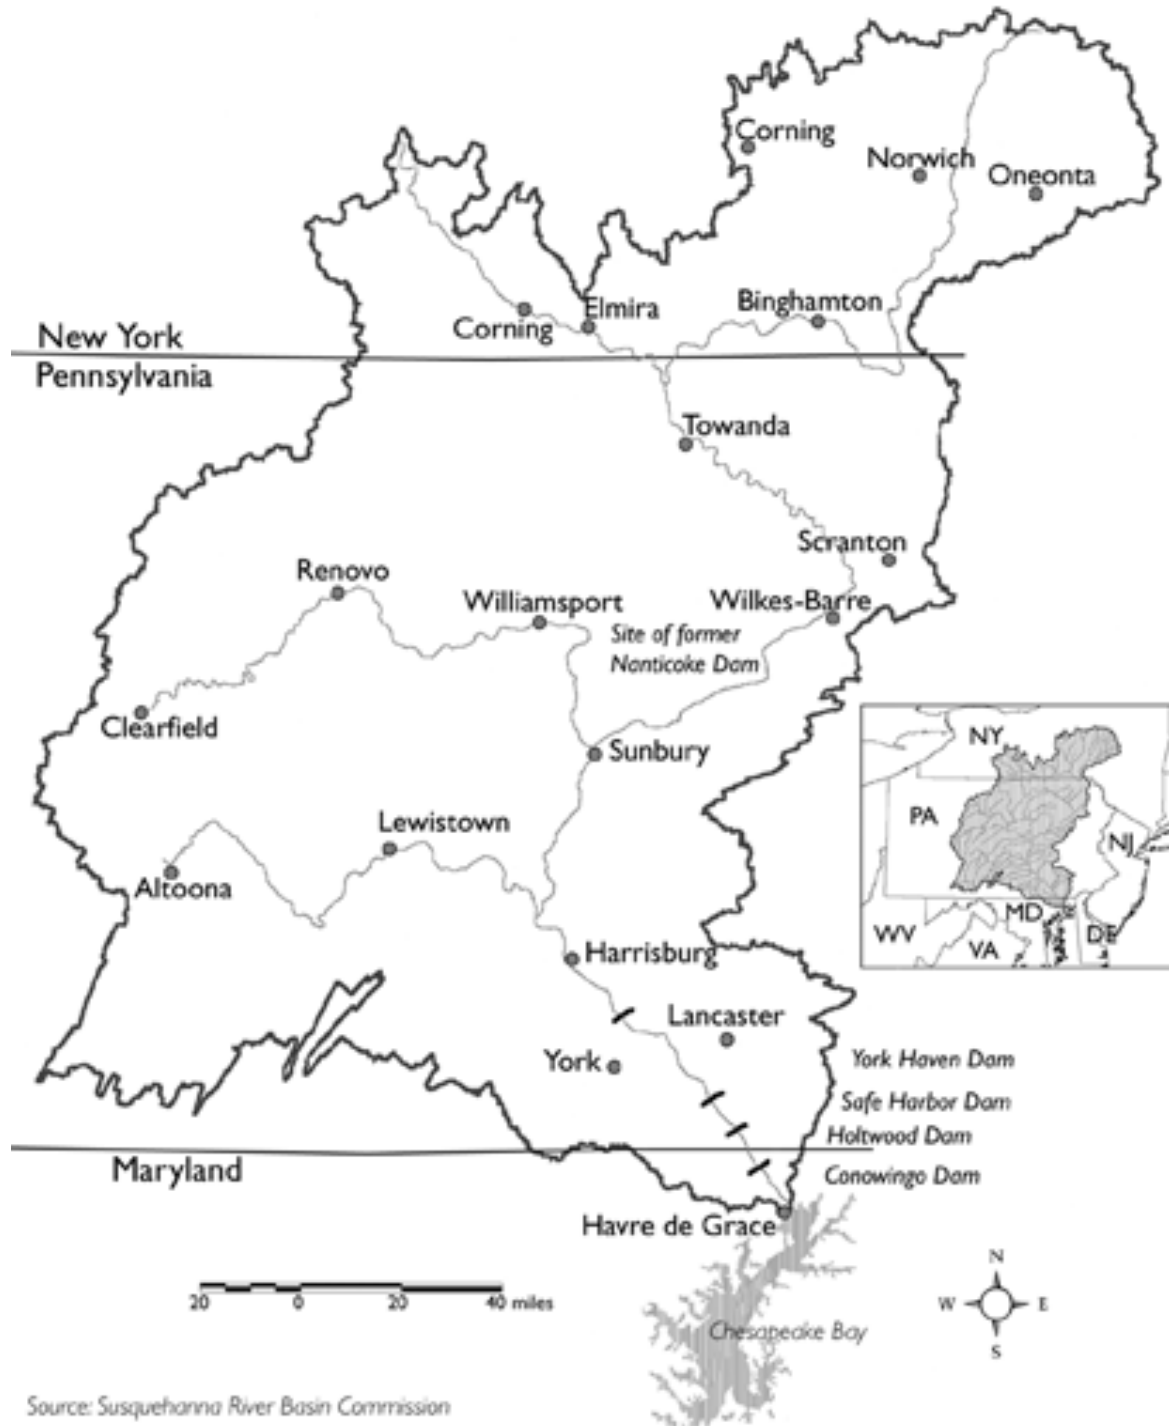 Corning
Norwich
Oneonta
Binghamton
Elmira
Corning
New York
Pennsylvania
Towanda
Scranton
Renovo
Williamsport
Wilkes-Barre
Site of former
Nanticoke Dam
Clearfield
Sunbury
NY
PA
NJ
MD
DE
WV
VA
Lewistown
Altoona
Harrisburg
Lancaster
York
York Haven Dam
Safe Harbor Dam
Holtwood Dam
Maryland
Conowingo Dam
Havre de Grace
20 0 20 40 miles
N
W E
S
Chesapeake Bay
Source: Susquehanna River Basin Commission